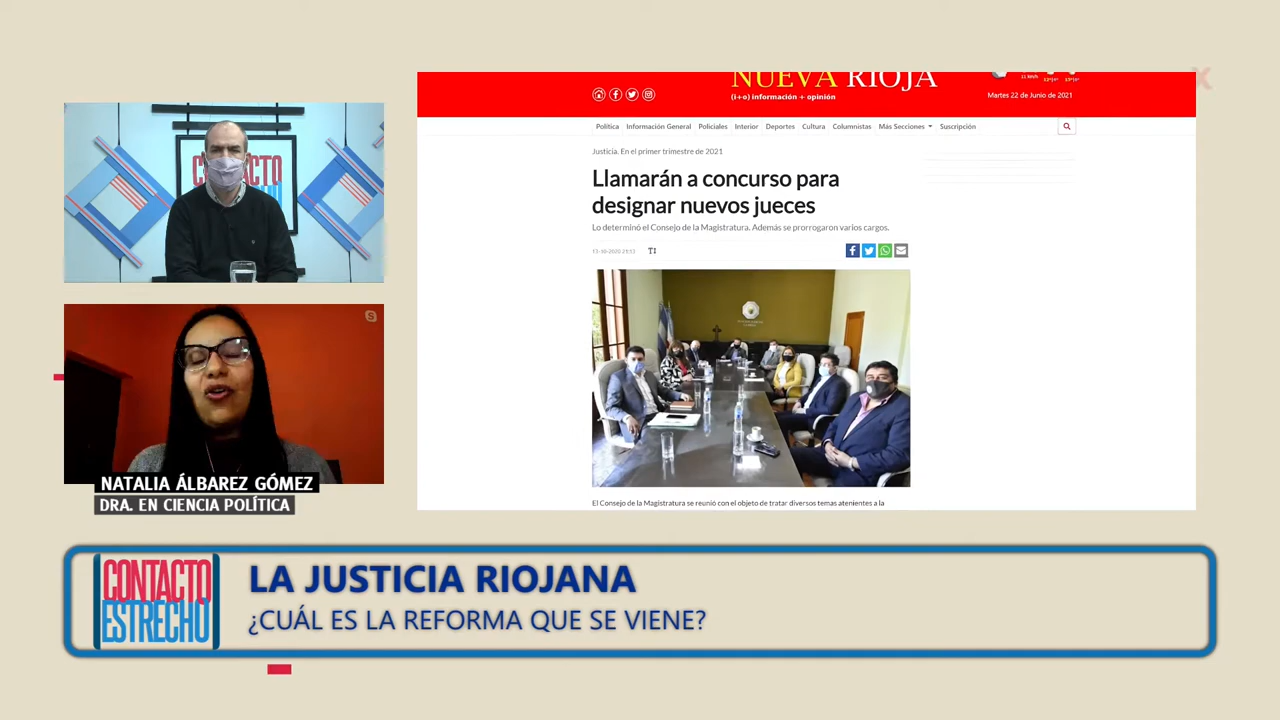 CONTACTO
NATALIA ÁLBAREZ GÓMEZ
DRA. EN CIENCIA POLÍTICA
NUEVA RIOJA
(i+o) información + opinión
Martes 22 de Junio de 2021
Política Información General Policiales Interior Deportes Cultura Columnistas Más Secciones Suscripción
Justicia. En el primer trimestre de 2021
Llamarán a concurso para
designar nuevos jueces
Lo determinó el Consejo de la Magistratura. Además se prorrogaron varios cargos.
El Consejo de la Magistratura se reunió con el objeto de tratar diversos temas atenientes a la
CONTACTO
ESTRECHO
LA JUSTICIA RIOJANA
¿CUÁL ES LA REFORMA QUE SE VIENE?